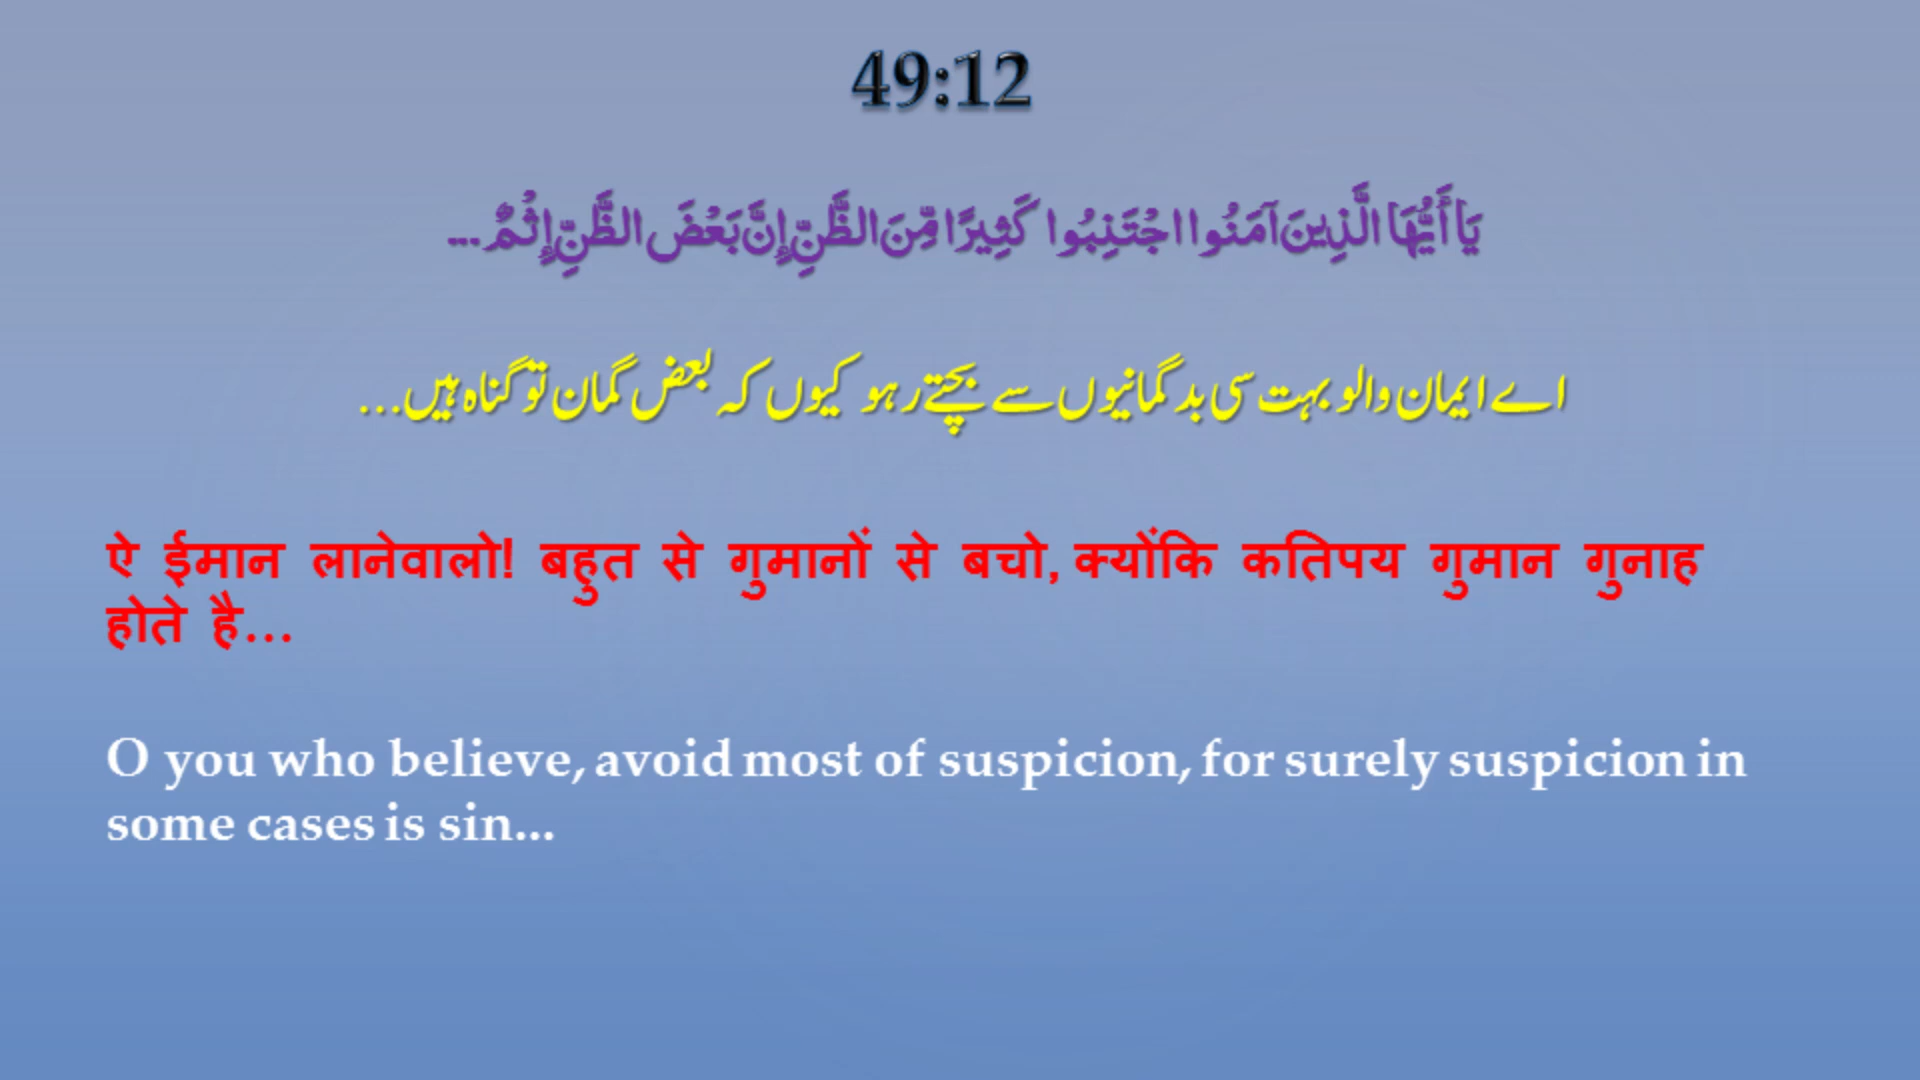 49:12
يَا أَيُّهَا الَّذِينَ آمَنُوا اجْتَنِبُوا كَثِيرًا مِّنَ الظَّنِّ إِنَّ بَعْضَ الظَّنِّ إِثْمٌ...
اے ایمان والو بہت سی بدگمانیوں سے بچتے رہو کیوں کہ بعض گمان تو گناہ ہیں...
ऐ ईमान लानेवालो! बहुत से गुमानों से बचो, क्योंकि कतिपय गुमान गुनाह
होते है...
O you who believe, avoid most of suspicion, for surely suspicion in
some cases is sin...